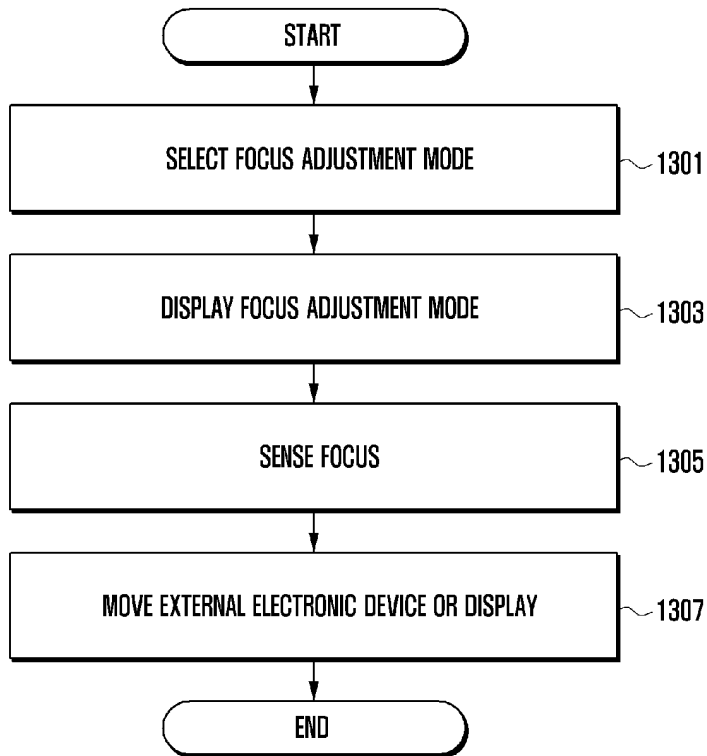 START
SELECT FOCUS ADJUSTMENT MODE
1301
DISPLAY FOCUS ADJUSTMENT MODE
1303
SENSE FOCUS
1305
MOVE EXTERNAL ELECTRONIC DEVICE OR DISPLAY
1307
END